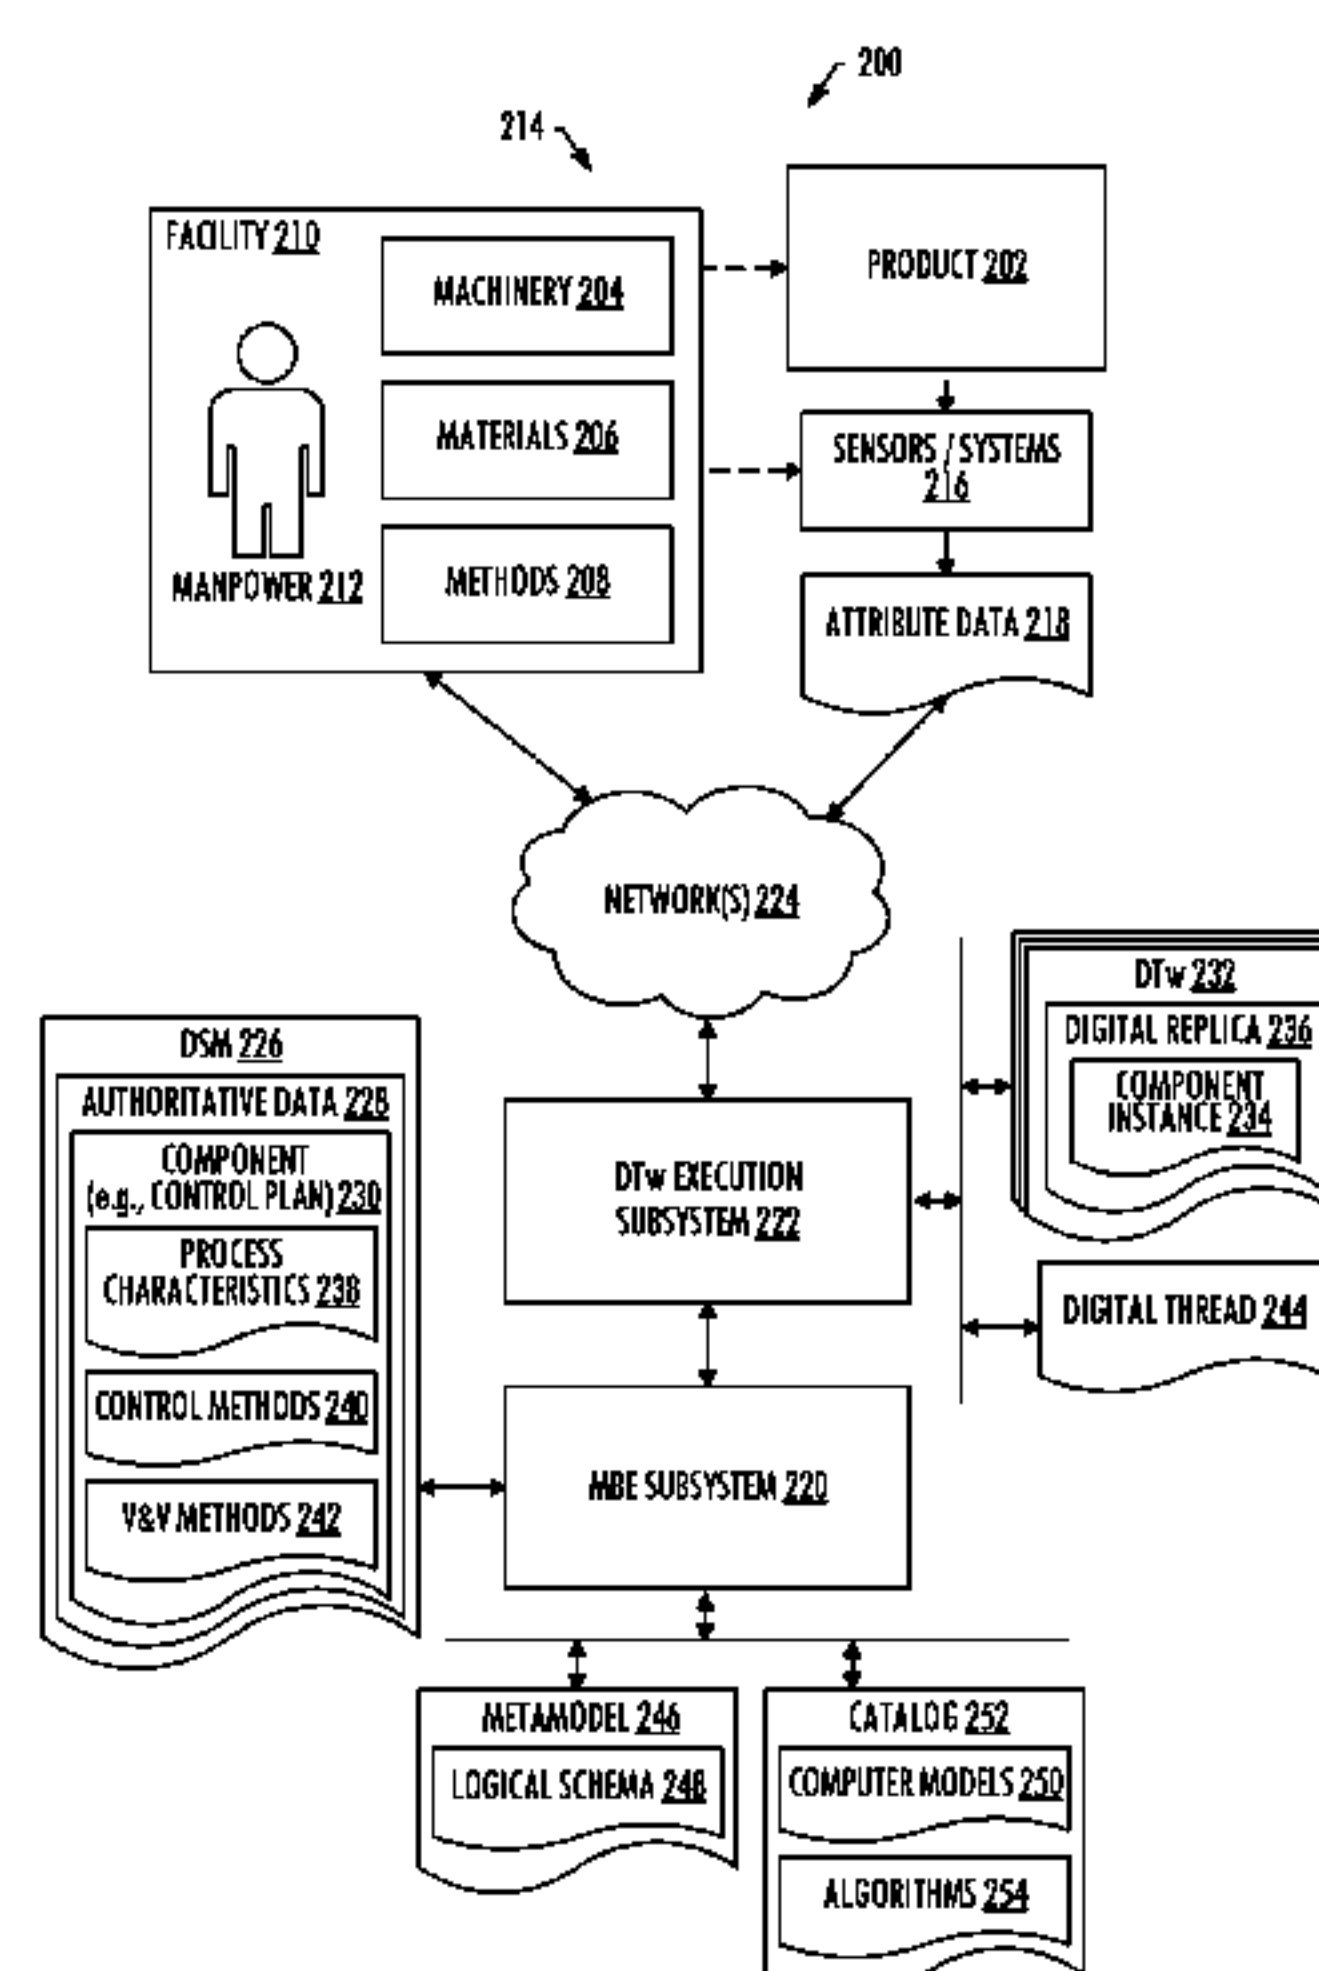 200
214
FACILITY 210
MACHINERY 204
PRODUCT 202
MATERIALS 206
SENSORS / SYSTEMS
216
METHODS 208
MANPOWER 212
ATTRIBUTE DATA 218
NETWORK(S) 224
DTw 232
DIGITAL REPLICA 236
COMPONENT
INSTANCE 234
DSM 226
AUTHORITATIVE DATA 228
COMPONENT
(e.g., CONTROL PLAN) 230
PROCESS
CHARACTERISTICS 238
CONTROL METHODS 240
V&V METHODS 242
DTw EXECUTION
SUBSYSTEM 222
DIGITAL THREAD 244
MBE SUBSYSTEM 220
METAMODEL 246
LOGICAL SCHEMA 248
CATALOG 252
COMPUTER MODELS 250
ALGORITHMS 254